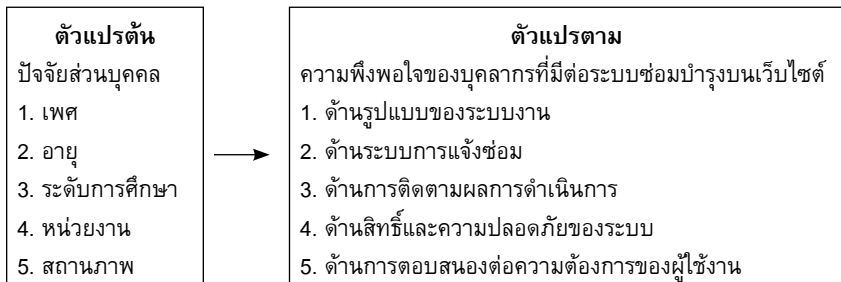 ตัวแปรต้น
ปัจจัยส่วนบุคคล
1. เพศ
2. อายุ
3. ระดับการศึกษา
4. หน่วยงาน
5. สถานภาพ
ตัวแปรตาม
ความพึงพอใจของบุคลากรที่มีต่อระบบซ่อมบำรุงบนเว็บไซต์
1. ด้านรูปแบบของระบบงาน
2. ด้านระบบการแจ้งซ่อม
3. ด้านการติดตามผลการดำเนินการ
4. ด้านสิทธิ์และความปลอดภัยของระบบ
5. ด้านการตอบสนองต่อความต้องการของผู้ใช้งาน